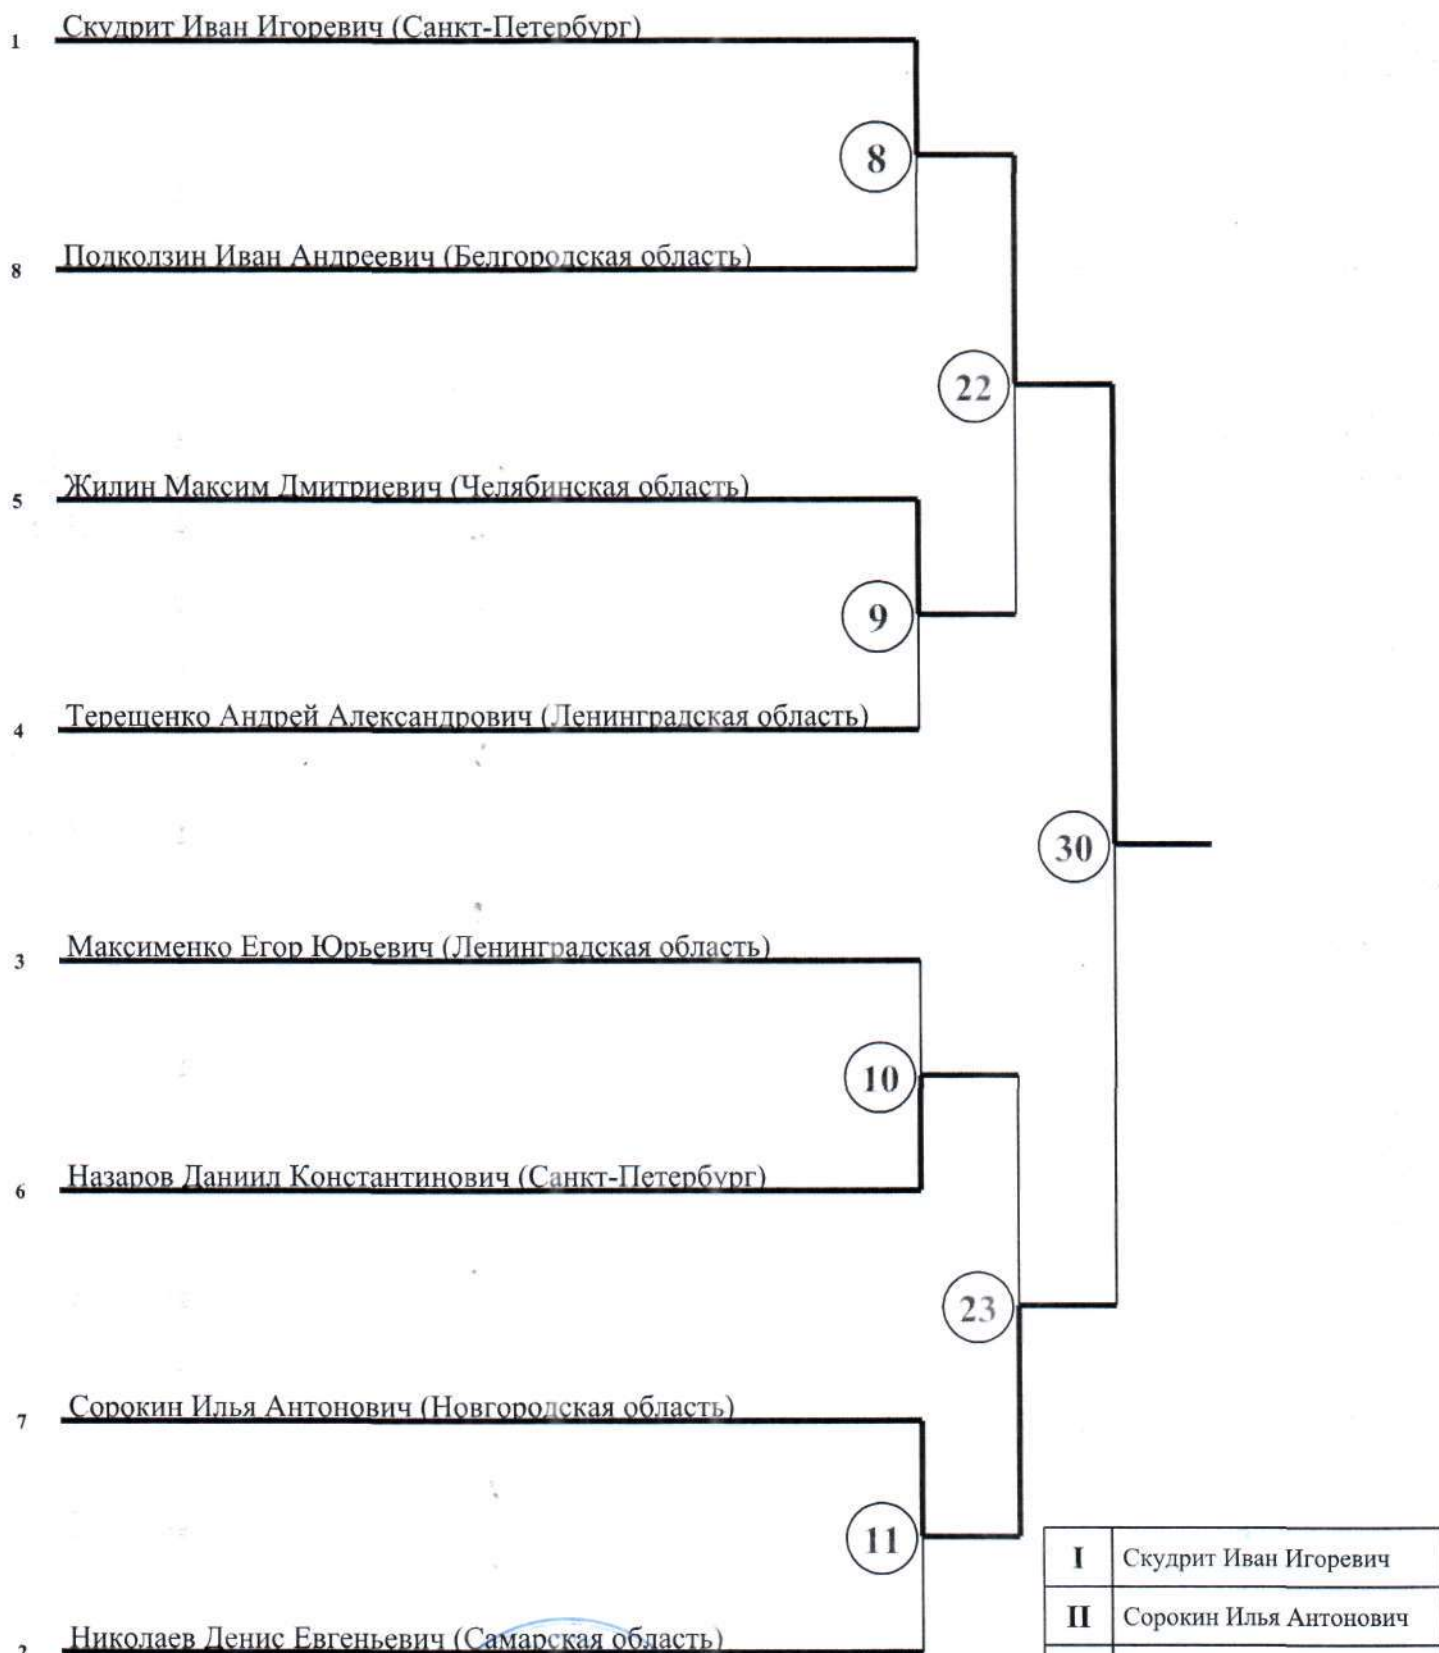 1 Скудрит Иван Игоревич (Санкт-Петербург)
8
8 Подколзин Иван Андреевич (Белгородская область)
22
5 Жилин Максим Дмитриевич (Челябинская область)
9
4 Терещенко Андрей Александрович (Ленинградская область)
30
3 Максименко Егор Юрьевич (Ленинградская область)
10
6 Назаров Даниил Константинович (Санкт-Петербург)
23
7 Сорокин Илья Антонович (Новгородская область)
11
I Скудрит Иван Игоревич
II Сорокин Илья Антонович
2 Николаев Денис Евгеньевич (Самарская область)